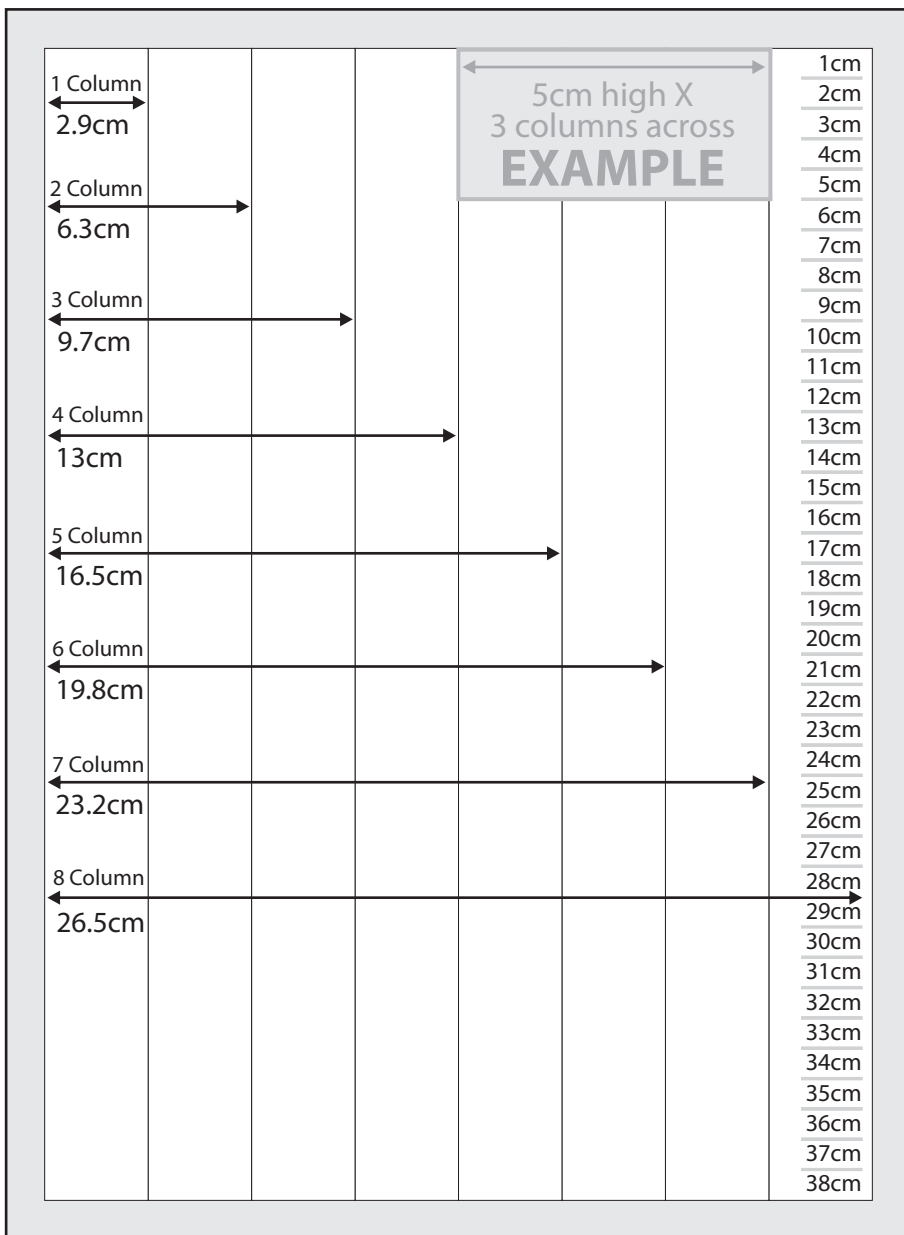 1 Column
2.9cm
2 Column
6.3cm
3 Column
9.7cm
4 Column
13cm
5 Column
16.5cm
6 Column
19.8cm
7 Column
23.2cm
8 Column
26.5cm
5cm high X
3 columns across
EXAMPLE
1cm
2cm
3cm
4cm
5cm
6cm
7cm
8cm
9cm
10cm
11cm
12cm
13cm
14cm
15cm
16cm
17cm
18cm
19cm
20cm
21cm
22cm
23cm
24cm
25cm
26cm
27cm
28cm
29cm
30cm
31cm
32cm
33cm
34cm
35cm
36cm
37cm
38cm